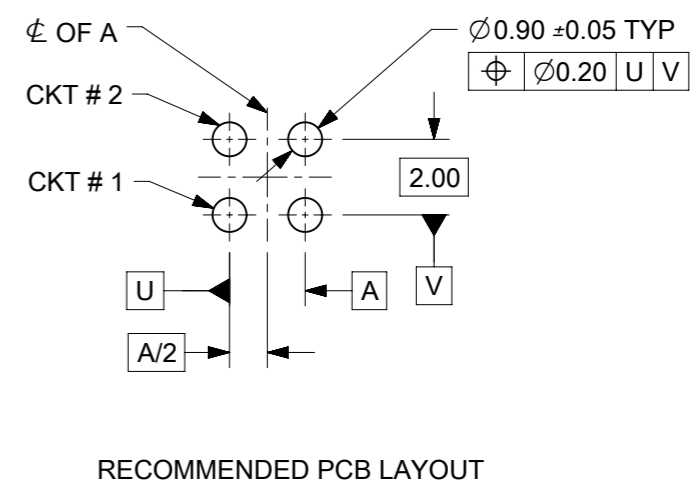 ℄ OF A
⌀0.90 ±0.05 TYP
⌖ ⌀0.20 U V
CKT # 2
CKT # 1
2.00
U
A
V
A/2
RECOMMENDED PCB LAYOUT